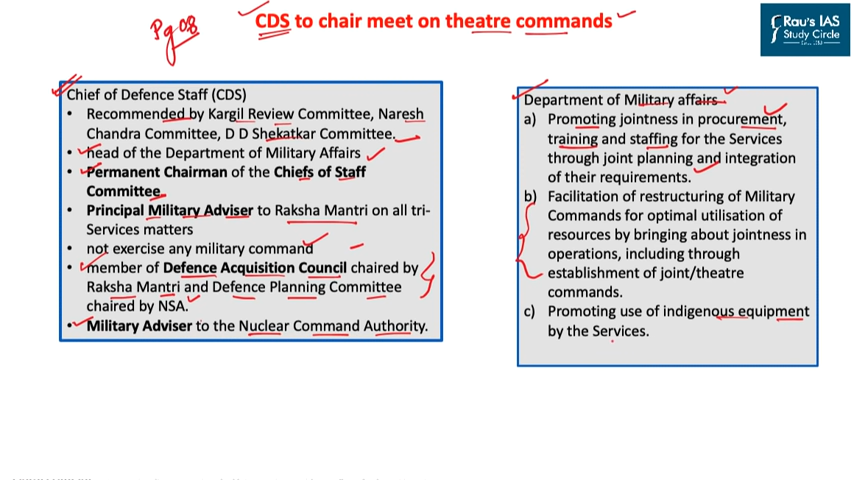 CDS to chair meet on theatre commands
Pg 08
Rau's IAS
Study Circle
Chief of Defence Staff (CDS)
• Recommended by Kargil Review Committee, Naresh
Chandra Committee, D D Shekatkar Committee.
• head of the Department of Military Affairs
• Permanent Chairman of the Chiefs of Staff
Committee
• Principal Military Adviser to Raksha Mantri on all tri-
Services matters
• not exercise any military command
• member of Defence Acquisition Council chaired by
Raksha Mantri and Defence Planning Committee
chaired by NSA.
• Military Adviser to the Nuclear Command Authority.
Department of Military affairs
a) Promoting jointness in procurement,
training and staffing for the Services
through joint planning and integration
of their requirements.
b) Facilitation of restructuring of Military
Commands for optimal utilisation of
resources by bringing about jointness in
operations, including through
establishment of joint/theatre
commands.
c) Promoting use of indigenous equipment
by the Services.